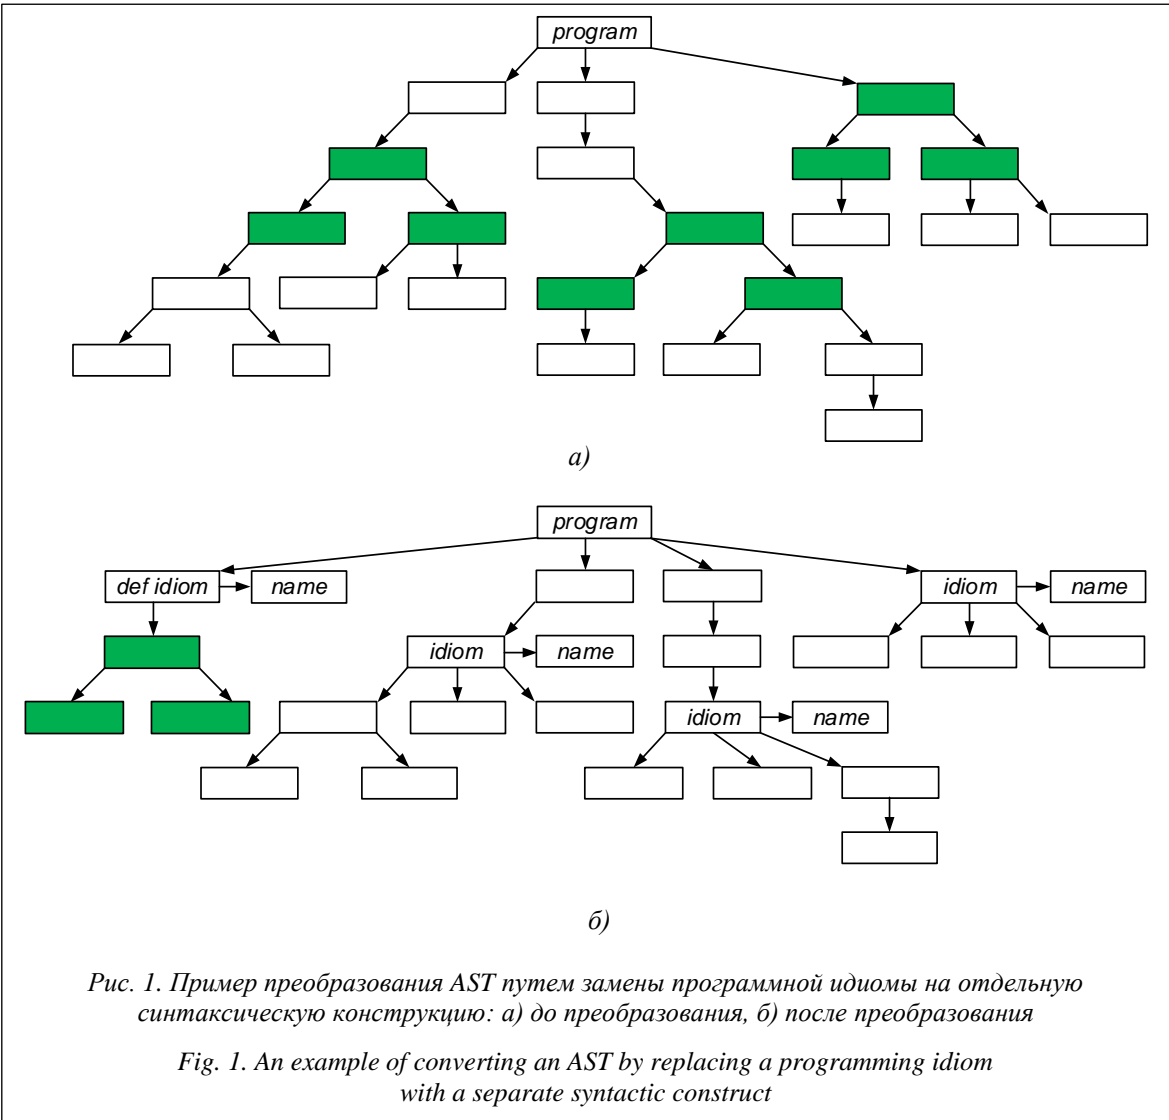 program
а)
program
def idiom
name
idiom
name
idiom
name
idiom
name
б)
Рис. 1. Пример преобразования AST путем замены программной идиомы на отдельную
синтаксическую конструкцию: а) до преобразования, б) после преобразования
Fig. 1. An example of converting an AST by replacing a programming idiom
with a separate syntactic construct